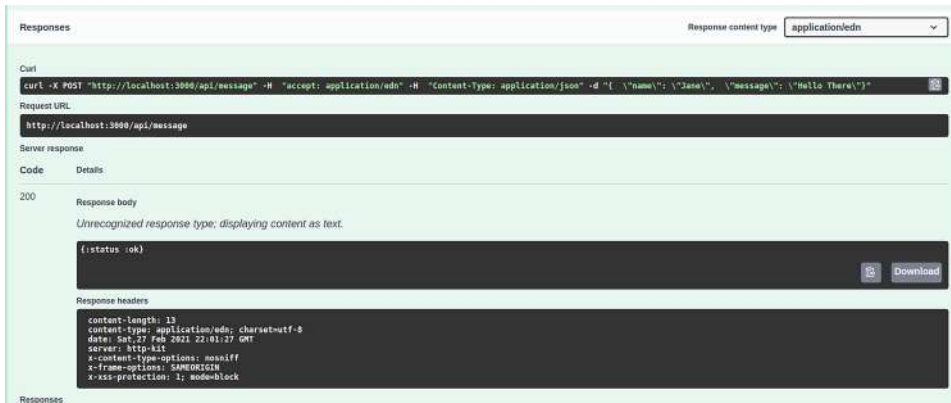 Responses
Response content type application/edn
Curl
curl -X POST "http://localhost:3000/api/message" -H  "accept: application/edn" -H  "Content-Type: application/json" -d "{  \"name\": \"Jane\",  \"message\": \"Hello There\"}"
Request URL
http://localhost:3000/api/message
Server response
Code Details
200
Response body
Unrecognized response type; displaying content as text.
{:status :ok}
Download
Response headers
content-length: 13
content-type: application/edn; charset=utf-8
date: Sat,27 Feb 2021 22:01:27 GMT
server: http-kit
x-content-type-options: nosniff
x-frame-options: SAMEORIGIN
x-xss-protection: 1; mode=block
Responses